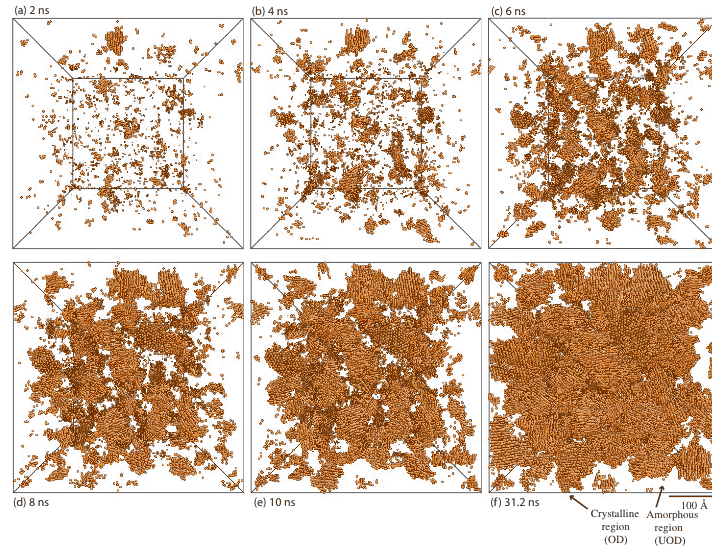 (a) 2 ns
(b) 4 ns
(c) 6 ns
(d) 8 ns
(e) 10 ns
(f) 31.2 ns
100 Å
Crystalline
region
(OD)
Amorphous
region
(UOD)